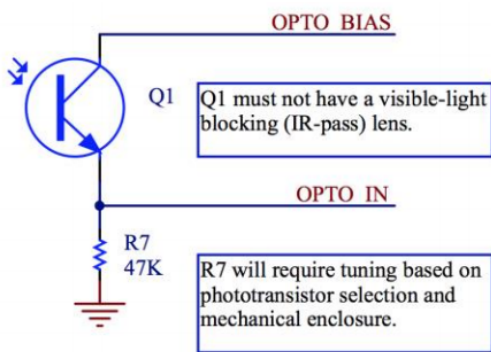 OPTO BIAS
Q1
Q1 must not have a visible-light
blocking (IR-pass) lens.
OPTO IN
R7
47K
R7 will require tuning based on
phototransistor selection and
mechanical enclosure.